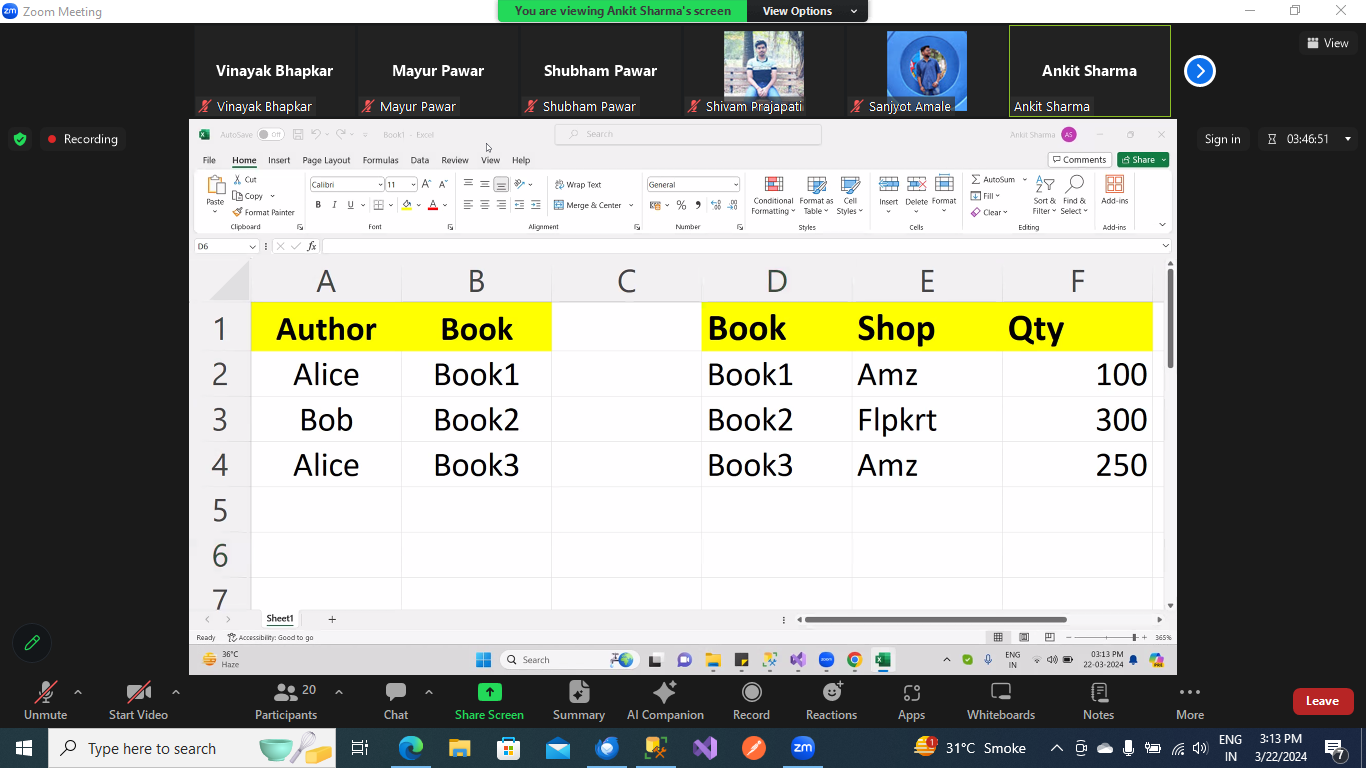 Zoom Meeting
You are viewing Ankit Sharma's screen
View Options
Vinayak Bhapkar
Mayur Pawar
Shubham Pawar
Ankit Sharma
View
Vinayak Bhapkar
Mayur Pawar
Shubham Pawar
Shivam Prajapati
Sanjyot Amale
Ankit Sharma
Recording
Sign in
03:46:51
AutoSave Off
Book1 - Excel
Search
Ankit Sharma AS
File Home Insert Page Layout Formulas Data Review View Help
Comments Share
Paste
Cut
Copy
Format Painter
Clipboard
Calibri 11
B I U
Font
Wrap Text
Merge & Center
Alignment
General
Number
Conditional Formatting
Format as Table
Cell Styles
Styles
Insert Delete Format
Cells
AutoSum
Fill
Clear
Sort & Filter
Find & Select
Editing
Add-ins
Add-ins
D6 fx
A B C D E F
1 Author Book Book Shop Qty
2 Alice Book1 Book1 Amz 100
3 Bob Book2 Book2 Flpkrt 300
4 Alice Book3 Book3 Amz 250
5
6
7
Sheet1
Ready Accessibility: Good to go 365%
36°C
Haze
Search
ENG
IN
03:13 PM
22-03-2024
Unmute
Start Video
Participants 20
Chat
Share Screen
Summary
AI Companion
Record
Reactions
Apps
Whiteboards
Notes
More
Leave
Type here to search
zm
31°C Smoke
ENG
IN
3:13 PM
3/22/2024
7